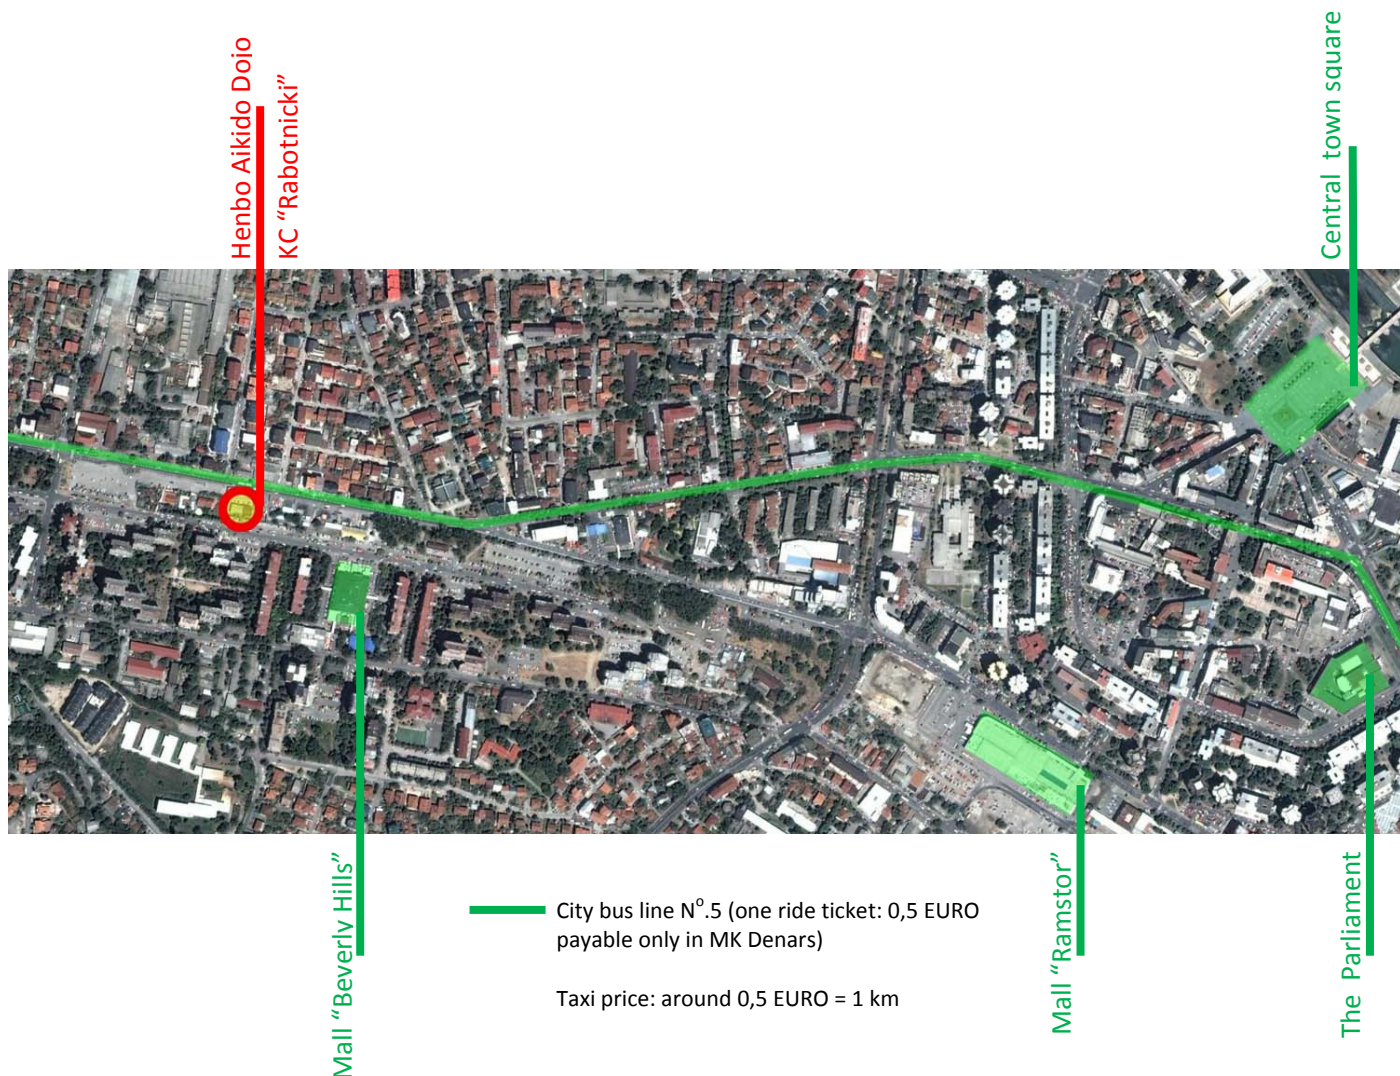 Henbo Aikido Dojo
KC “Rabotnicki”
Central town square
Mall “Beverly Hills”
City bus line Nº.5 (one ride ticket: 0,5 EURO
payable only in MK Denars)
Taxi price: around 0,5 EURO = 1 km
Mall “Ramstor”
The Parliament